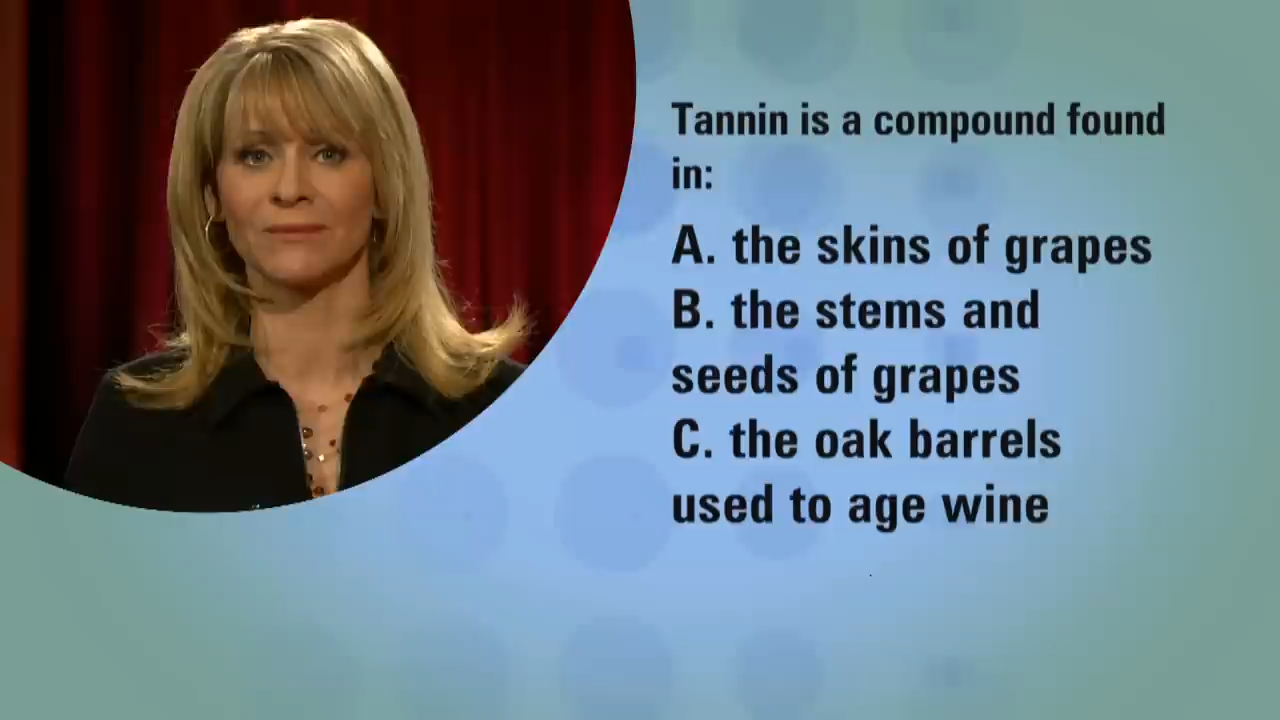 Tannin is a compound found
in:
A. the skins of grapes
B. the stems and
seeds of grapes
C. the oak barrels
used to age wine